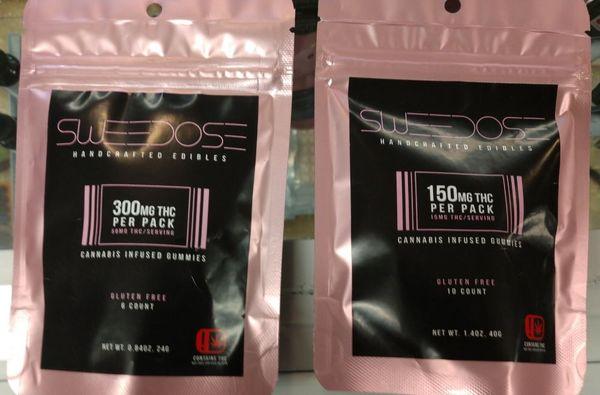 SWEEDOSE
HANDCRAFTED EDIBLES
300MG THC
PER PACK
50MG THC/SERVING
CANNABIS INFUSED GUMMIES
GLUTEN FREE
6 COUNT
NET WT. 0.84OZ. 24G
CONTAINS THC
SWEEDOSE
HANDCRAFTED EDIBLES
150MG THC
PER PACK
15MG THC/SERVING
CANNABIS INFUSED GUMMIES
GLUTEN FREE
10 COUNT
NET WT. 1.4OZ. 40G
CONTAINS THC